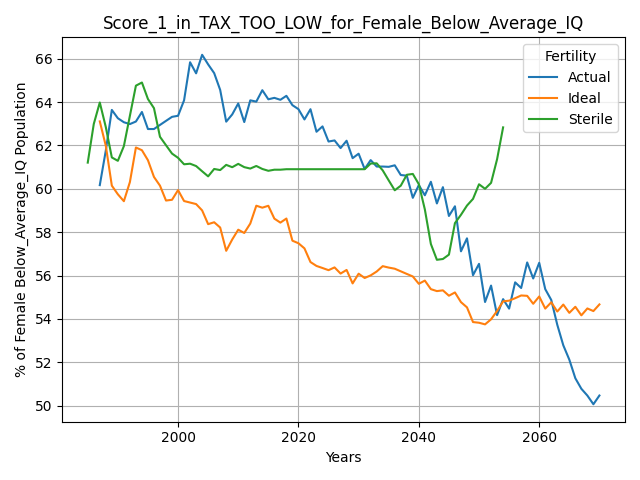 Score_1_in_TAX_TOO_LOW_for_Female_Below_Average_IQ
% of Female Below_Average_IQ Population
66
64
62
60
58
56
54
52
50
Fertility
Actual
Ideal
Sterile
2000
2020
2040
2060
Years